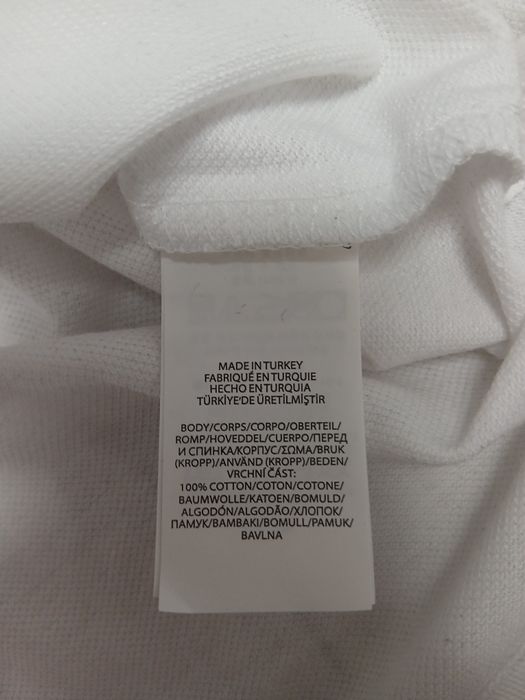 MADE IN TURKEY
FABRIQUÉ EN TURQUIE
HECHO EN TURQUIA
TÜRKİYE'DE ÜRETİLMİŞTİR
BODY/CORPS/CORPO/OBERTEIL/
ROMP/HOVEDDEL/CUERPO/ПЕРЕД
И СПИНКА/КОРПУС/ΣΩΜΑ/BRUK
(KROPP)/ANVÄND (KROPP)/BEDEN/
VRCHNÍ ČÁST:
100% COTTON/COTON/COTONE/
BAUMWOLLE/KATOEN/BOMULD/
ALGODÓN/ALGODÃO/ХЛОПОК/
ПАМУК/BAMBAKI/BOMULL/PAMUK/
BAVLNA